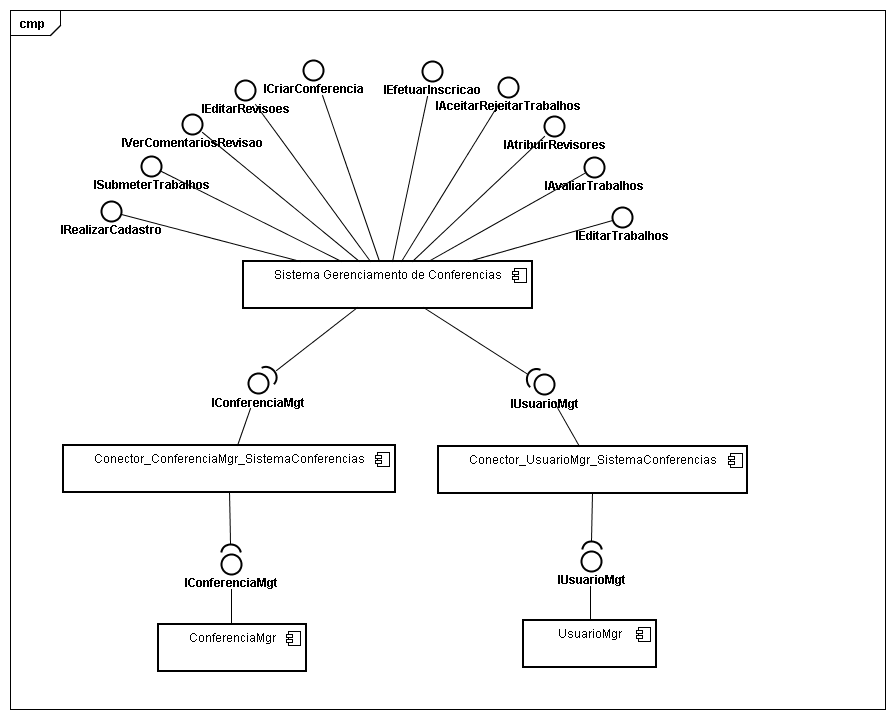 cmp
ICriarConferencia
IEfetuarInscricao
IEditarRevisoes
IAceitarRejeitarTrabalhos
IVerComentariosRevisao
IAtribuirRevisores
ISubmeterTrabalhos
IAvaliarTrabalhos
IRealizarCadastro
IEditarTrabalhos
Sistema Gerenciamento de Conferencias
IConferenciaMgt
IUsuarioMgt
Conector_ConferenciaMgr_SistemaConferencias
Conector_UsuarioMgr_SistemaConferencias
IConferenciaMgt
IUsuarioMgt
ConferenciaMgr
UsuarioMgr